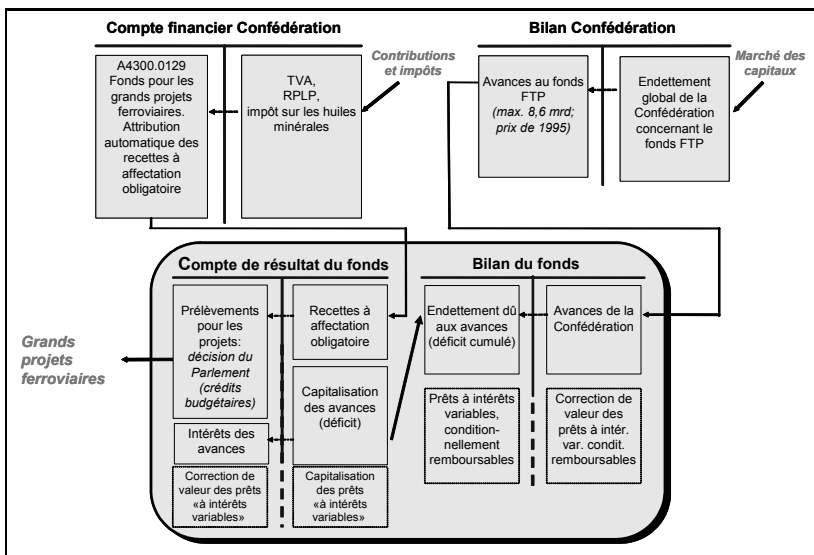 Compte financier Confédération
A4300.0129
Fonds pour les
grands projets
ferroviaires.
Attribution
automatique des
recettes à
affectation
obligatoire
TVA,
RPLP,
impôt sur les huiles
minérales
Contributions
et impôts
Bilan Confédération
Avances au fonds
FTP
(max. 8,6 mrd;
prix de 1995)
Endettement
global de la
Confédération
concernant le
fonds FTP
Marché des
capitaux
Compte de résultat du fonds
Prélèvements
pour les
projets:
décision du
Parlement
(crédits
budgétaires)
Recettes à
affectation
obligatoire
Capitalisation
des avances
(déficit)
Intérêts des
avances
Correction de
valeur des prêts
«à intérêts
variables»
Capitalisation
des prêts
«à intérêts
variables»
Grands
projets
ferroviaires
Bilan du fonds
Endettement dû
aux avances
(déficit cumulé)
Avances de la
Confédération
Prêts à intérêts
variables,
condition-
nellement
remboursables
Correction de
valeur des
prêts à intér.
var. condit.
remboursables